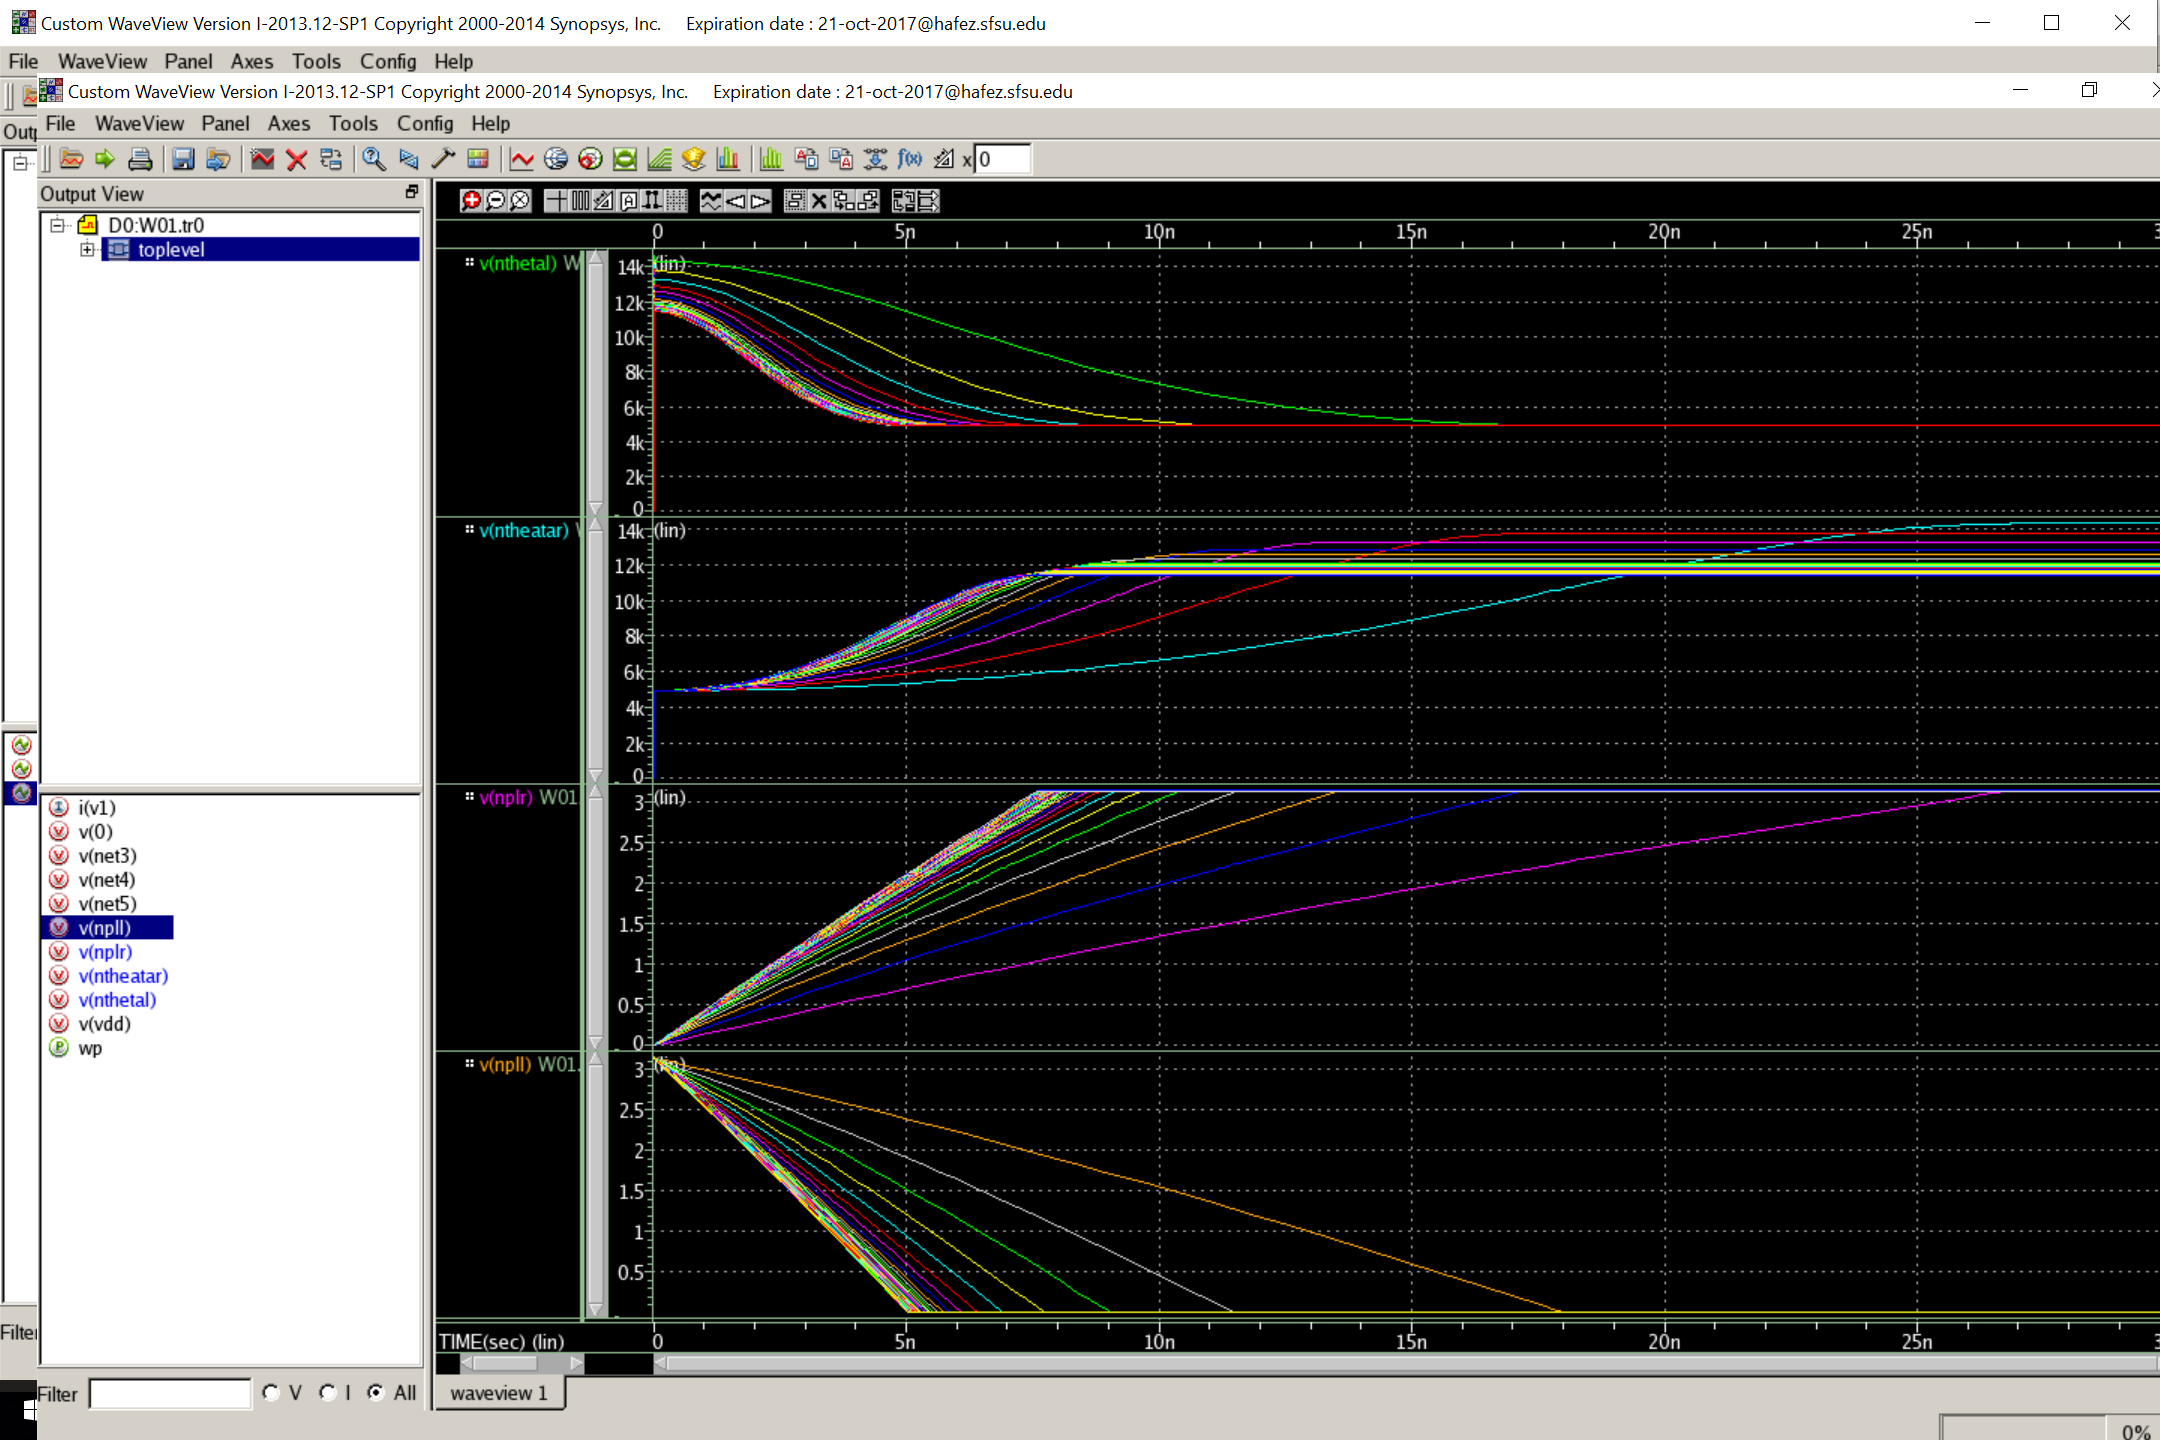 Custom WaveView Version I-2013.12-SP1 Copyright 2000-2014 Synopsys, Inc. Expiration date : 21-oct-2017@hafez.sfsu.edu
File WaveView Panel Axes Tools Config Help
Custom WaveView Version I-2013.12-SP1 Copyright 2000-2014 Synopsys, Inc. Expiration date : 21-oct-2017@hafez.sfsu.edu
File WaveView Panel Axes Tools Config Help
x 0
Output View
D0:W01.tr0
toplevel
i(v1)
v(0)
v(net3)
v(net4)
v(net5)
v(npll)
v(nplr)
v(ntheatar)
v(nthetal)
v(vdd)
wp
Filter V I All
0 5n 10n 15n 20n 25n
v(nthetal) W
(lin)
14k
12k
10k
8k
6k
4k
2k
0
v(ntheatar)
(lin)
14k
12k
10k
8k
6k
4k
2k
0
v(nplr) W01.
(lin)
3
2.5
2
1.5
1
0.5
0
v(npll) W01.
(lin)
3
2.5
2
1.5
1
0.5
TIME(sec) (lin) 0 5n 10n 15n 20n 25n
waveview 1
0%